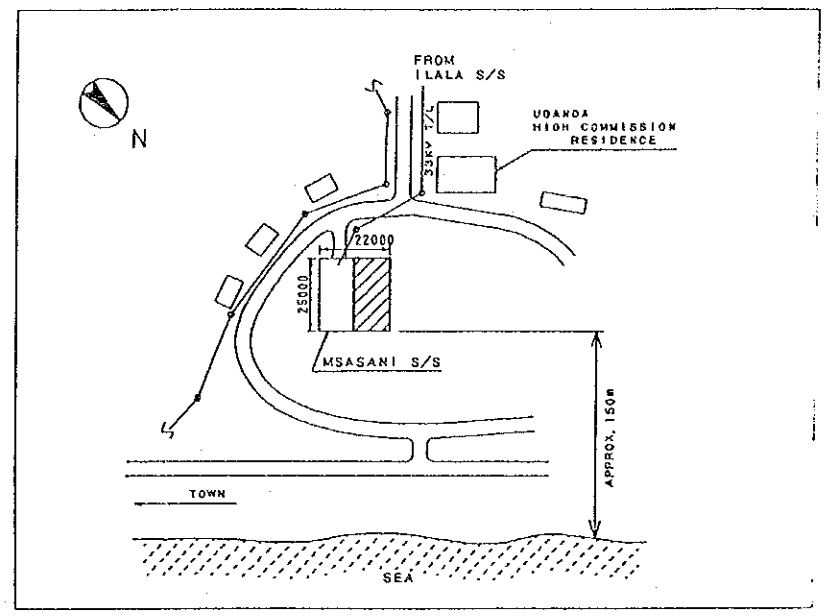 FROM
ILALA S/S
33KV T/L
UGANDA
HIGH COMMISSION
RESIDENCE
N
22000
25000
MSASANI S/S
APPROX, 150m
TOWN
SEA